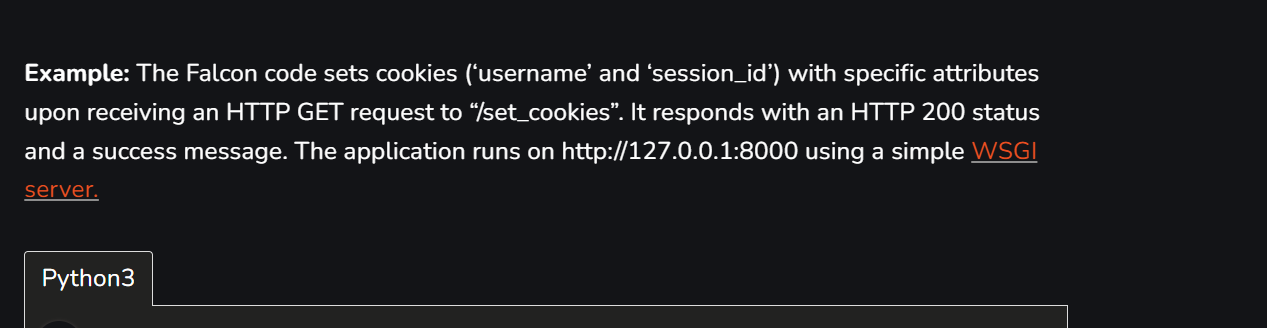 Example: The Falcon code sets cookies (‘username’ and ‘session_id’) with specific attributes
upon receiving an HTTP GET request to “/set_cookies”. It responds with an HTTP 200 status
and a success message. The application runs on http://127.0.0.1:8000 using a simple WSGI
server.
Python3